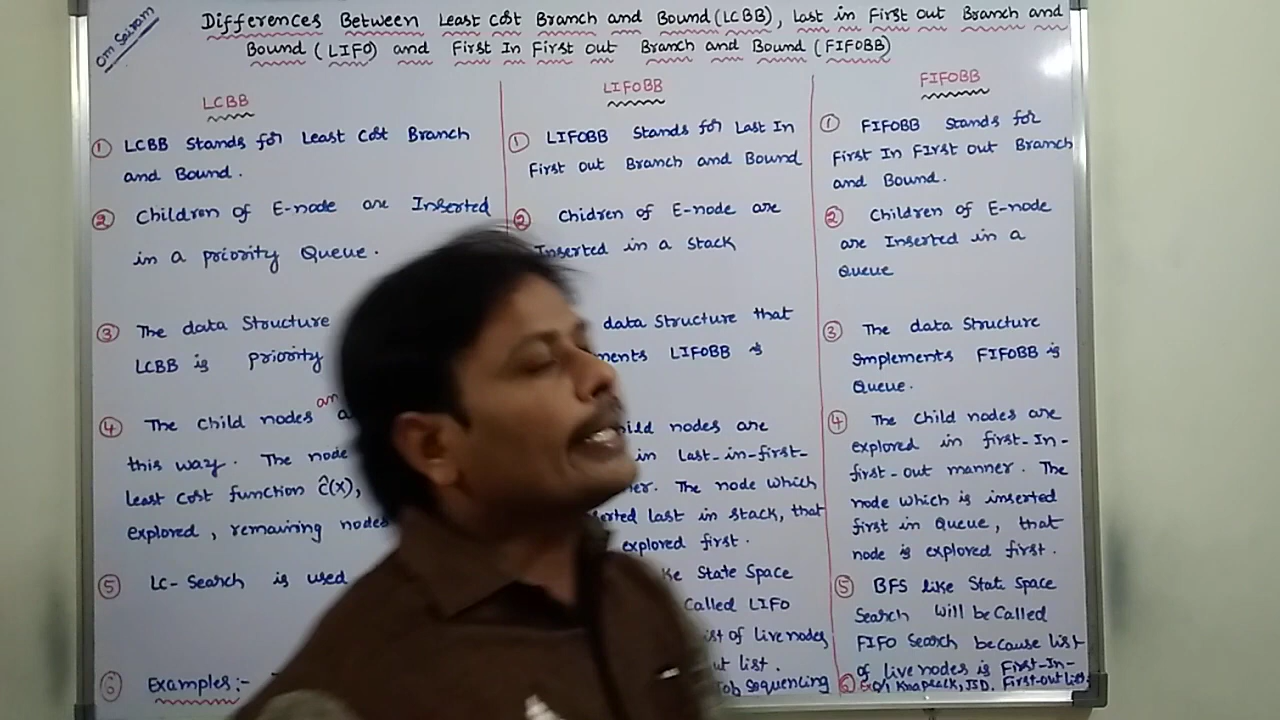 Om Sairam
Differences Between Least Cost Branch and Bound (LCBB), Last in First out Branch and
Bound (LIFO) and First In First out Branch and Bound (FIFOBB)
LCBB
① LCBB Stands for Least Cost Branch
and Bound.
② Children of E-node are Inserted
in a priority Queue.
③ The data Structure
LCBB is priority
④ The child nodes
this way. The node
least cost function ĉ(x),
explored, remaining nodes
⑤ LC-Search is used
⑥ Examples:-
LIFOBB
① LIFOBB Stands for Last In
First out Branch and Bound
② Chidren of E-node are
Inserted in a Stack
data Structure that
LIFOBB is
nodes are
in last-in-first-
The node which
last in stack, that
explored first.
State Space
Called LIFO
of live nodes
list.
Job Sequencing
FIFOBB
① FIFOBB Stands for
First In First out Branch
and Bound.
② Children of E-node
are Inserted in a
Queue
③ The data Structure
Implements FIFOBB is
Queue.
④ The child nodes are
explored in first-In-
first-out manner. The
node which is inserted
first in Queue, that
node is explored first.
⑤ BFS like State Space
Search will be Called
FIFO Search because list
of live nodes is First-In-
First-out list.
⑥ 0/1 Knapsack, JSD.